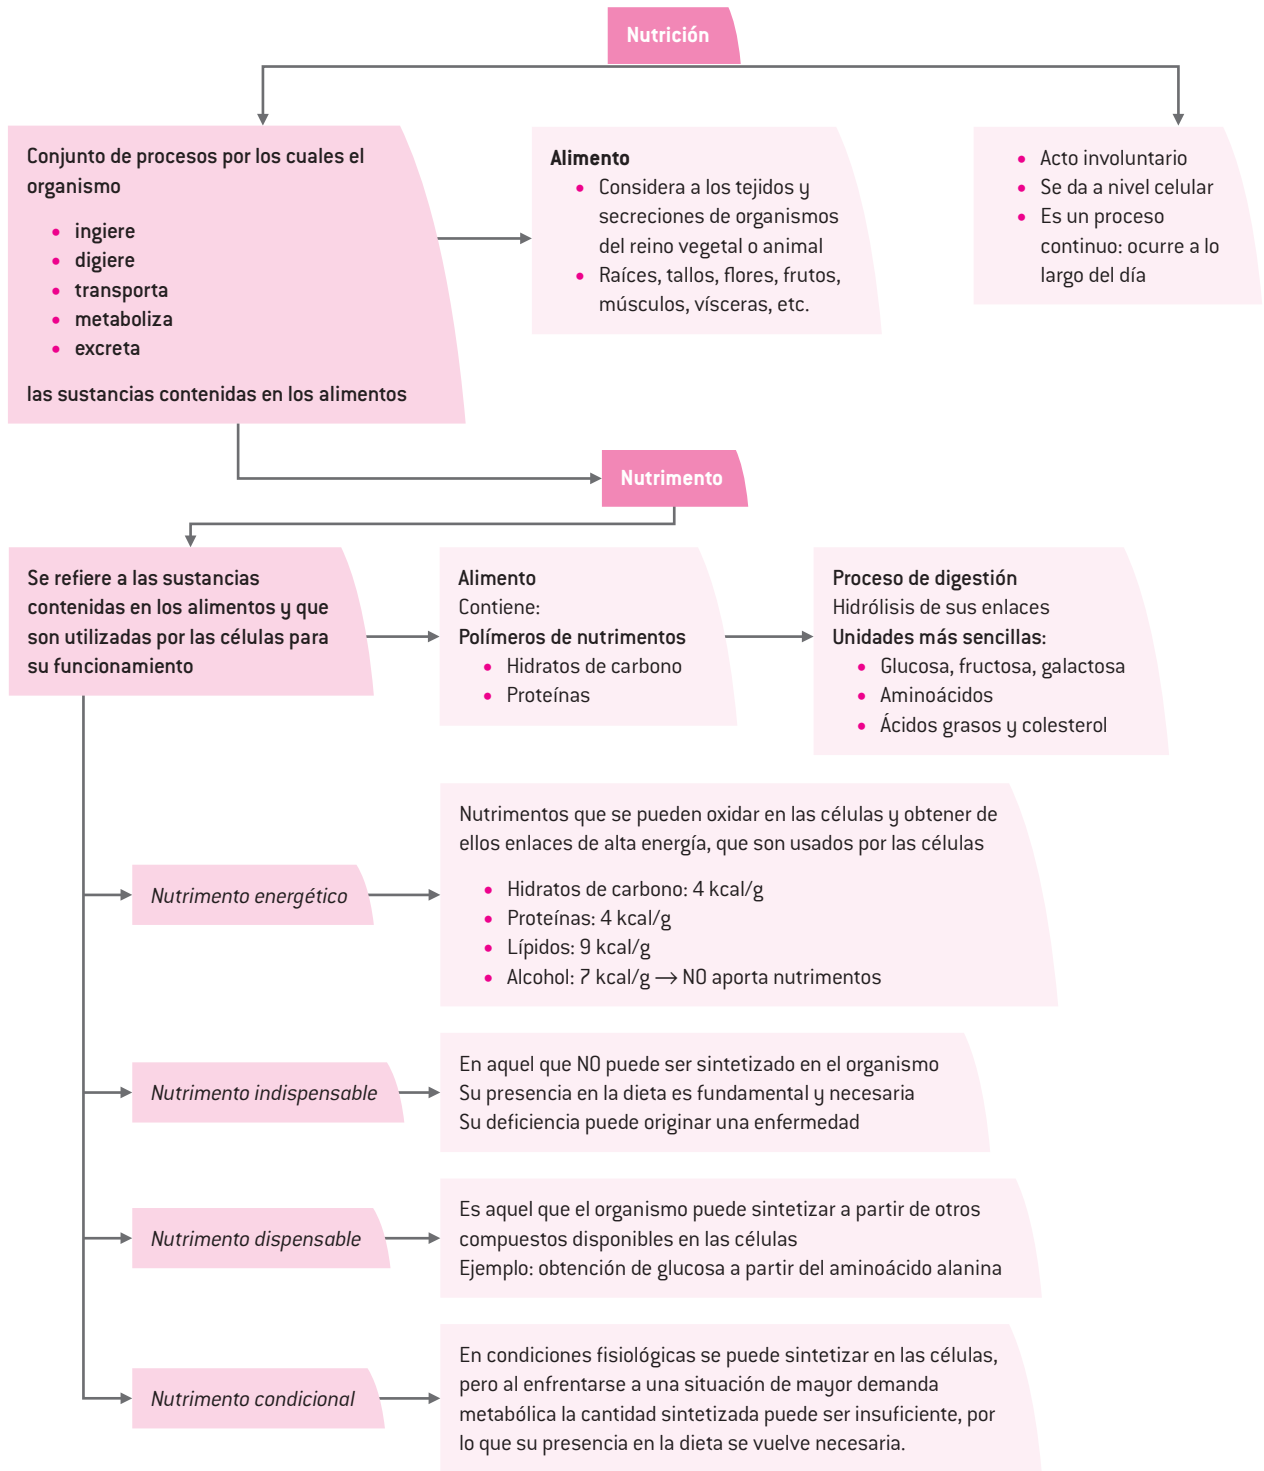 Nutrición
Conjunto de procesos por los cuales el
organismo
• ingiere
• digiere
• transporta
• metaboliza
• excreta
las sustancias contenidas en los alimentos
Alimento
• Considera a los tejidos y
secreciones de organismos
del reino vegetal o animal
• Raíces, tallos, flores, frutos,
músculos, vísceras, etc.
• Acto involuntario
• Se da a nivel celular
• Es un proceso
continuo: ocurre a lo
largo del día
Nutrimento
Se refiere a las sustancias
contenidas en los alimentos y que
son utilizadas por las células para
su funcionamiento
Alimento
Contiene:
Polímeros de nutrimentos
• Hidratos de carbono
• Proteínas
Proceso de digestión
Hidrólisis de sus enlaces
Unidades más sencillas:
• Glucosa, fructosa, galactosa
• Aminoácidos
• Ácidos grasos y colesterol
Nutrimento energético
Nutrimentos que se pueden oxidar en las células y obtener de
ellos enlaces de alta energía, que son usados por las células
• Hidratos de carbono: 4 kcal/g
• Proteínas: 4 kcal/g
• Lípidos: 9 kcal/g
• Alcohol: 7 kcal/g → NO aporta nutrimentos
Nutrimento indispensable
En aquel que NO puede ser sintetizado en el organismo
Su presencia en la dieta es fundamental y necesaria
Su deficiencia puede originar una enfermedad
Nutrimento dispensable
Es aquel que el organismo puede sintetizar a partir de otros
compuestos disponibles en las células
Ejemplo: obtención de glucosa a partir del aminoácido alanina
Nutrimento condicional
En condiciones fisiológicas se puede sintetizar en las células,
pero al enfrentarse a una situación de mayor demanda
metabólica la cantidad sintetizada puede ser insuficiente, por
lo que su presencia en la dieta se vuelve necesaria.